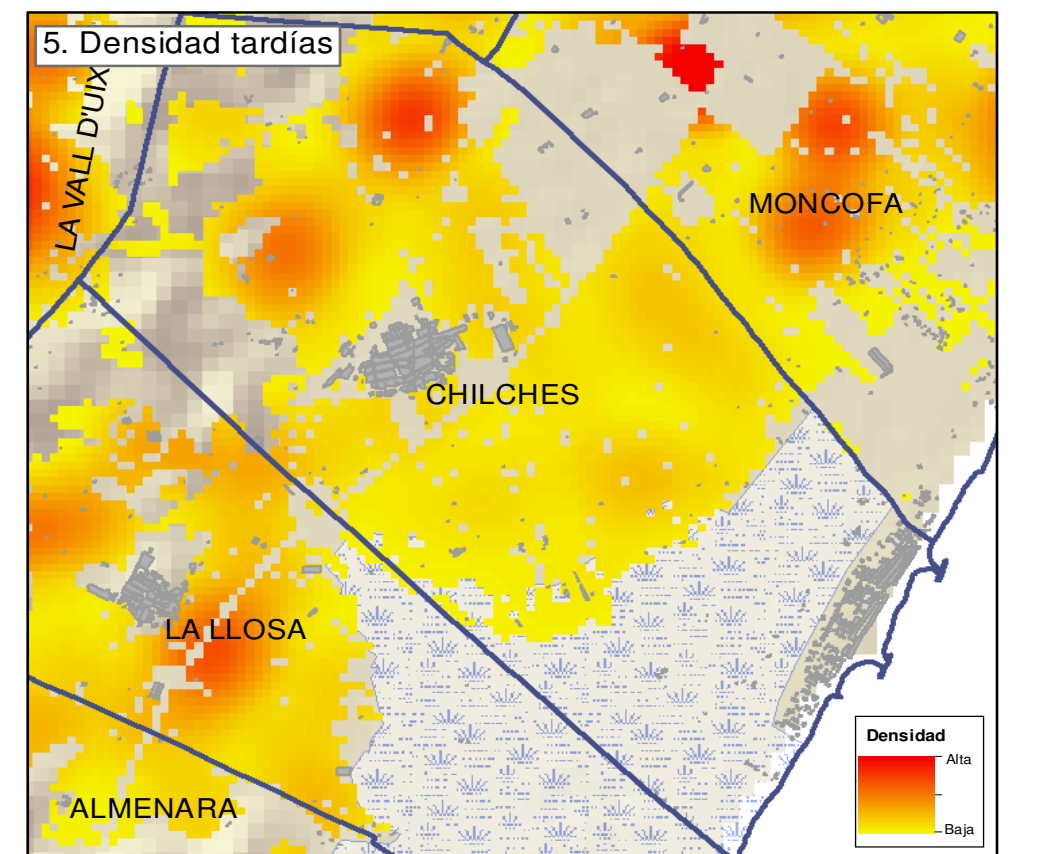 5. Densidad tardías
LA VALL D'UIX
MONCOFA
CHILCHES
LA LLOSA
ALMENARA
Densidad
Alta
Baja